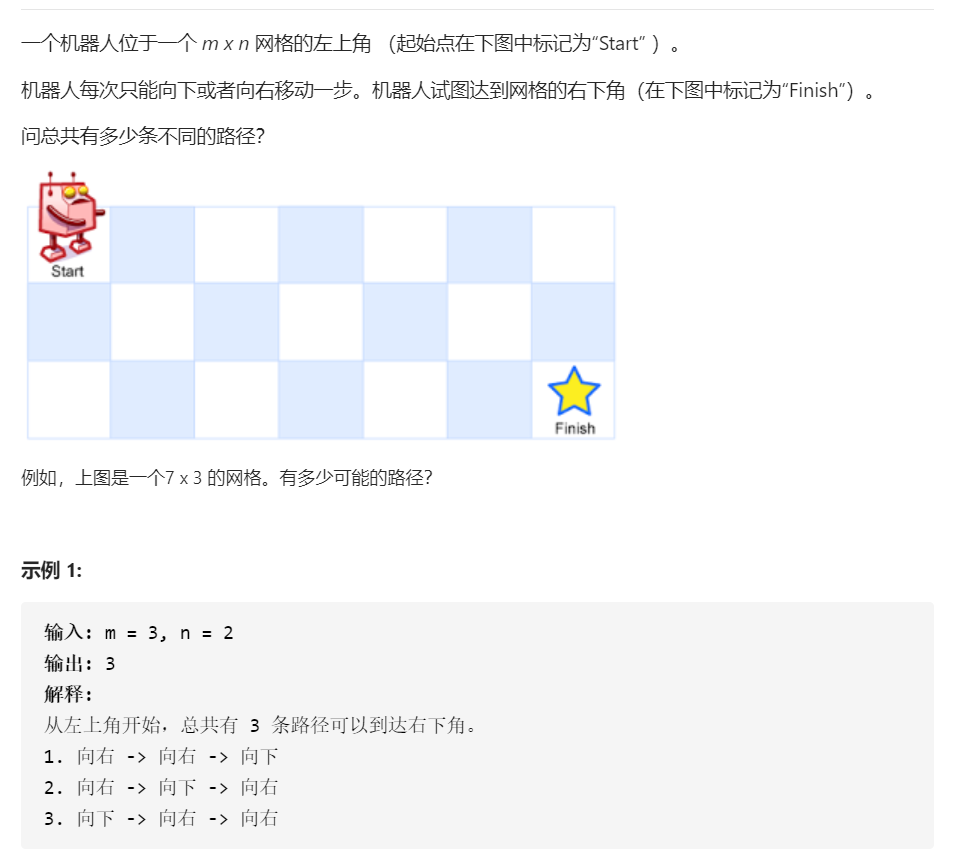 一个机器人位于一个 m x n 网格的左上角 （起始点在下图中标记为“Start” ）。
机器人每次只能向下或者向右移动一步。机器人试图达到网格的右下角（在下图中标记为“Finish”）。
问总共有多少条不同的路径？
Start
Finish
例如，上图是一个7 x 3 的网格。有多少可能的路径？
示例 1:
输入: m = 3, n = 2
输出: 3
解释:
从左上角开始，总共有 3 条路径可以到达右下角。
1. 向右 -> 向右 -> 向下
2. 向右 -> 向下 -> 向右
3. 向下 -> 向右 -> 向右